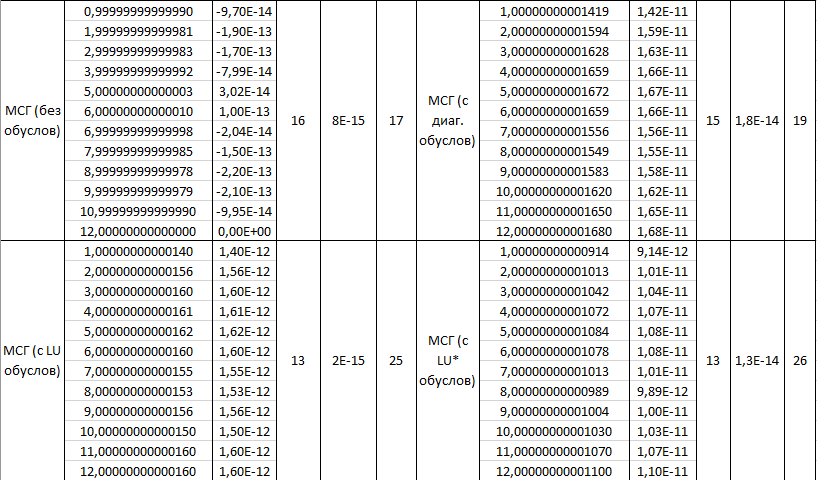 0,99999999999990 -9,70E-14 1,00000000001419 1,42E-11
1,99999999999981 -1,90E-13 2,00000000001594 1,59E-11
2,99999999999983 -1,70E-13 3,00000000001628 1,63E-11
3,99999999999992 -7,99E-14 4,00000000001659 1,66E-11
5,00000000000003 3,02E-14 МСГ (с 5,00000000001672 1,67E-11
МСГ (без 6,00000000000010 1,00E-13 16 8E-15 17 диаг. 6,00000000001659 1,66E-11 15 1,8E-14 19
обуслов) 6,99999999999998 -2,04E-14 обуслов) 7,00000000001556 1,56E-11
7,99999999999985 -1,50E-13 8,00000000001549 1,55E-11
8,99999999999978 -2,20E-13 9,00000000001583 1,58E-11
9,99999999999979 -2,10E-13 10,00000000001620 1,62E-11
10,99999999999990 -9,95E-14 11,00000000001650 1,65E-11
12,00000000000000 0,00E+00 12,00000000001680 1,68E-11
1,00000000000140 1,40E-12 1,00000000000914 9,14E-12
2,00000000000156 1,56E-12 2,00000000001013 1,01E-11
3,00000000000160 1,60E-12 3,00000000001042 1,04E-11
4,00000000000161 1,61E-12 4,00000000001072 1,07E-11
5,00000000000162 1,62E-12 МСГ (с 5,00000000001084 1,08E-11
МСГ (с LU 6,00000000000160 1,60E-12 13 2E-15 25 LU* 6,00000000001078 1,08E-11 13 1,3E-14 26
обуслов) 7,00000000000155 1,55E-12 обуслов) 7,00000000001013 1,01E-11
8,00000000000153 1,53E-12 8,00000000000989 9,89E-12
9,00000000000156 1,56E-12 9,00000000001004 1,00E-11
10,00000000000150 1,50E-12 10,00000000001030 1,03E-11
11,00000000000160 1,60E-12 11,00000000001070 1,07E-11
12,00000000000160 1,60E-12 12,00000000001100 1,10E-11